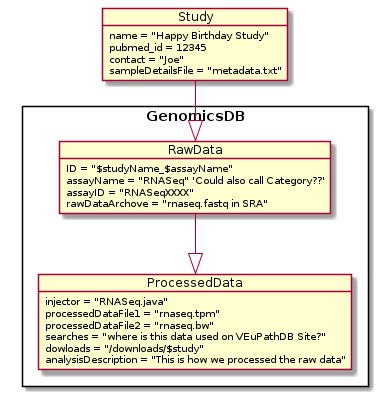 Study
name = "Happy Birthday Study"
pubmed_id = 12345
contact = "Joe"
sampleDetailsFile = "metadata.txt"
GenomicsDB
RawData
ID = "$studyName_$assayName"
assayName = "RNASeq" 'Could also call Category??'
assayID = "RNASeqXXXX"
rawDataArchove = "rnaseq.fastq in SRA"
ProcessedData
injector = "RNASeq.java"
processedDataFile1 = "rnaseq.tpm"
processedDataFile2 = "rnaseq.bw"
searches = "where is this data used on VEuPathDB Site?"
dowloads = "/downloads/$study"
analysisDescription = "This is how we processed the raw data"